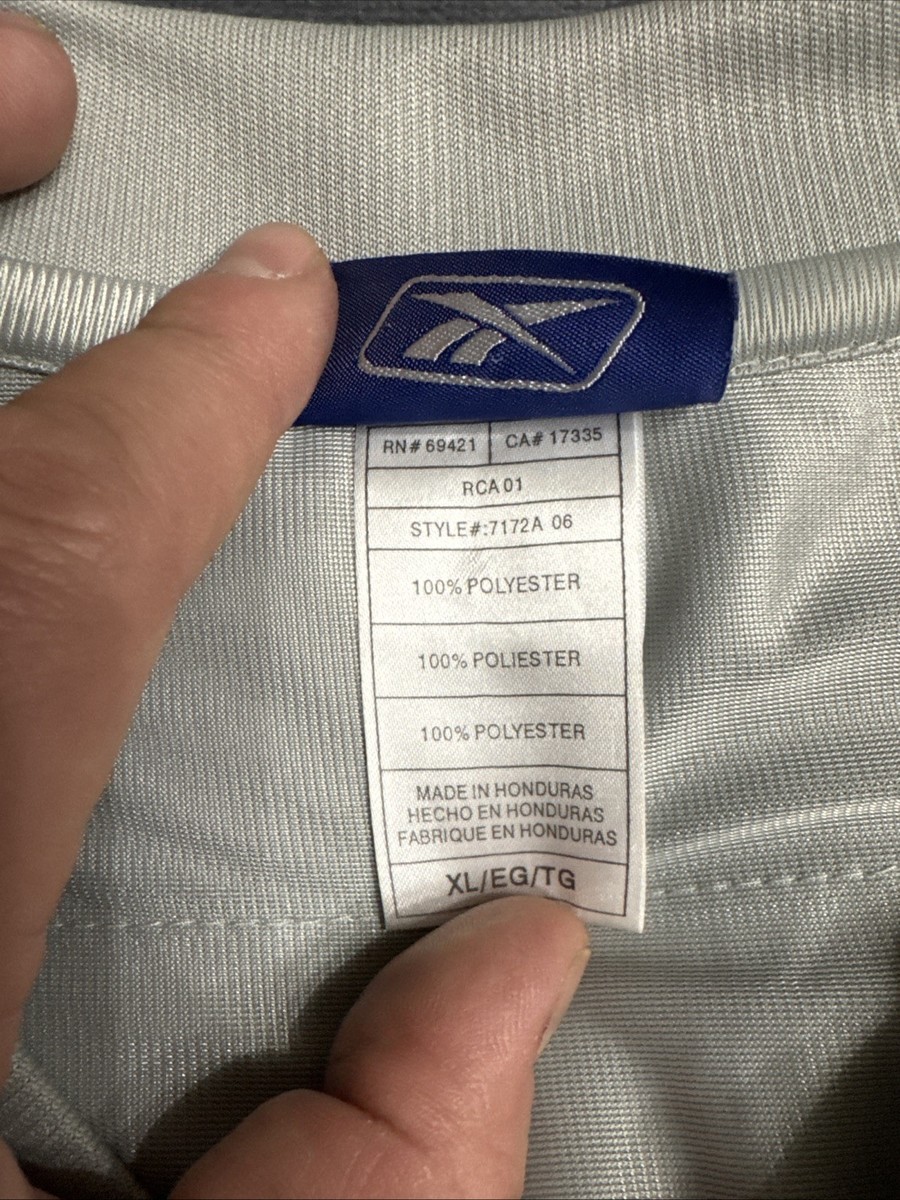 RN# 69421 CA# 17335
RCA 01
STYLE#:7172A 06
100% POLYESTER
100% POLIESTER
100% POLYESTER
MADE IN HONDURAS
HECHO EN HONDURAS
FABRIQUE EN HONDURAS
XL/EG/TG